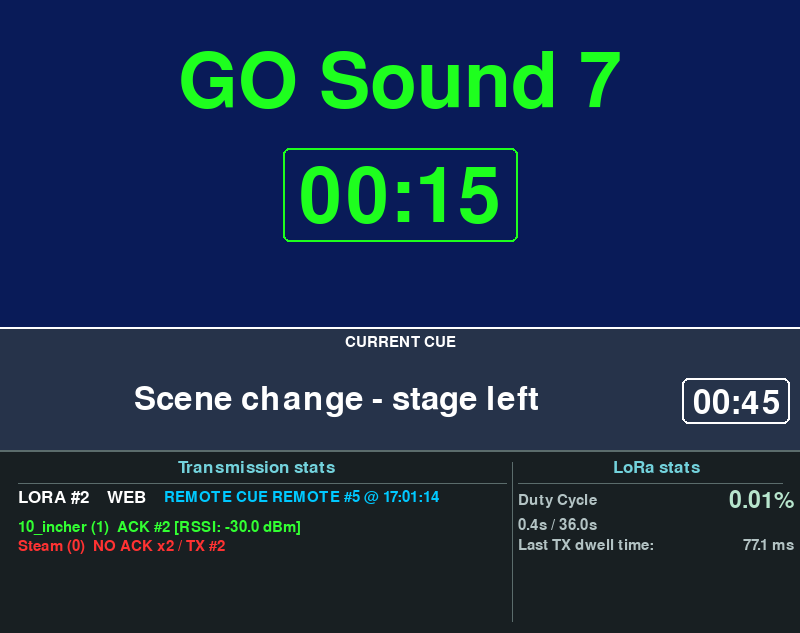 GO Sound 7
00:15
CURRENT CUE
Scene change - stage left
00:45
Transmission stats
LORA #2 WEB REMOTE CUE REMOTE #5 @ 17:01:14
10_incher (1) ACK #2 [RSSI: -30.0 dBm]
Steam (0) NO ACK x2 / TX #2
LoRa stats
Duty Cycle 0.01%
0.4s / 36.0s
Last TX dwell time: 77.1 ms